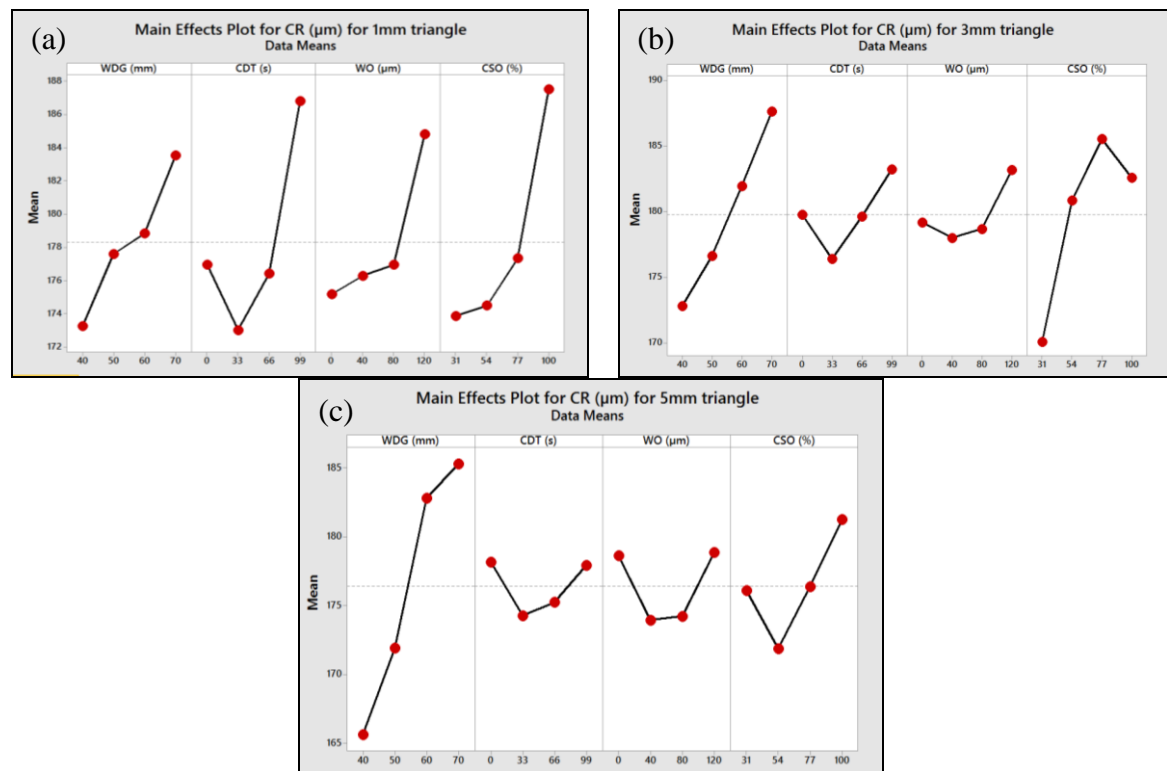 (a)
Main Effects Plot for CR (µm) for 1mm triangle
Data Means
WDG (mm) CDT (s) WO (µm) CSO (%)
188
186
184
182
180
178
176
174
172
Mean
40 50 60 70 0 33 66 99 0 40 80 120 31 54 77 100
(b)
Main Effects Plot for CR (µm) for 3mm triangle
Data Means
WDG (mm) CDT (s) WO (µm) CSO (%)
190
185
180
175
170
Mean
40 50 60 70 0 33 66 99 0 40 80 120 31 54 77 100
(c)
Main Effects Plot for CR (µm) for 5mm triangle
Data Means
WDG (mm) CDT (s) WO (µm) CSO (%)
185
180
175
170
165
Mean
40 50 60 70 0 33 66 99 0 40 80 120 31 54 77 100